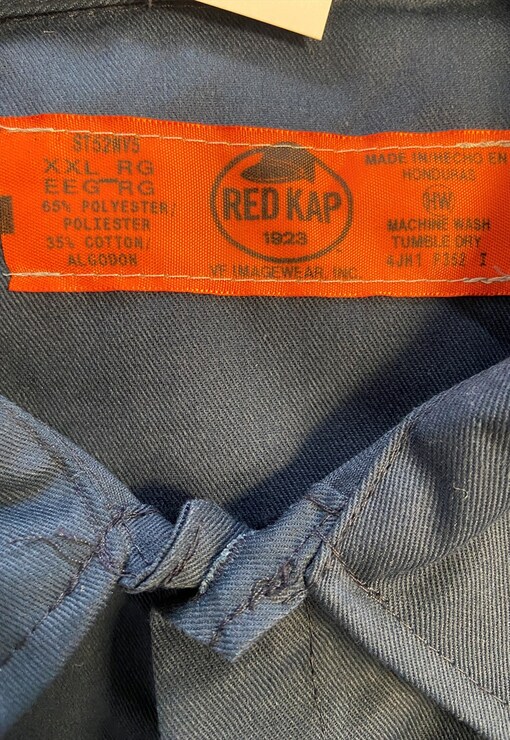 ST52NV5
XXL RG
EEG RG
65% POLYESTER/
POLIESTER
35% COTTON/
ALGODON
RED KAP
1923
VF IMAGEWEAR, INC.
MADE IN/HECHO EN
HONDURAS
HW
MACHINE WASH
TUMBLE DRY
4JH1 F352 I